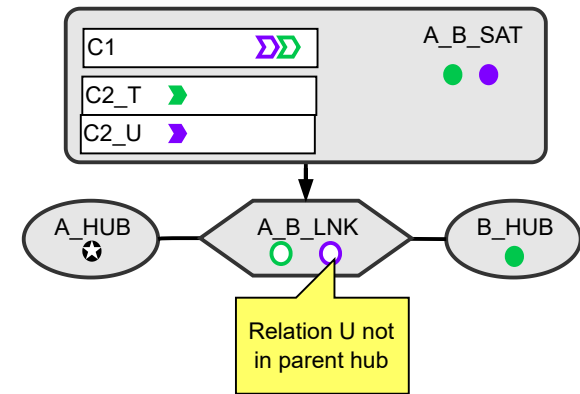 C1
A_B_SAT
C2_T
C2_U
A_HUB
A_B_LNK
B_HUB
Relation U not
in parent hub